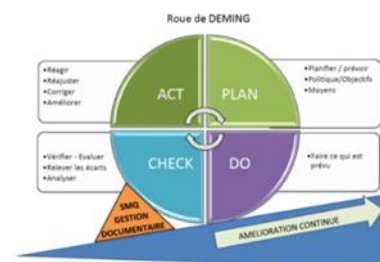 Roue de DEMING
•Réagir
•Réajuster
•Corriger
•Améliorer
ACT
PLAN
•Planifier / prévoir
•Politique/Objectifs
•Moyens
•Vérifier - Evaluer
•Relever les écarts
•Analyser
CHECK
DO
•Faire ce qui est
prévu
SMQ
GESTION
DOCUMENTAIRE
AMELIORATION CONTINUE